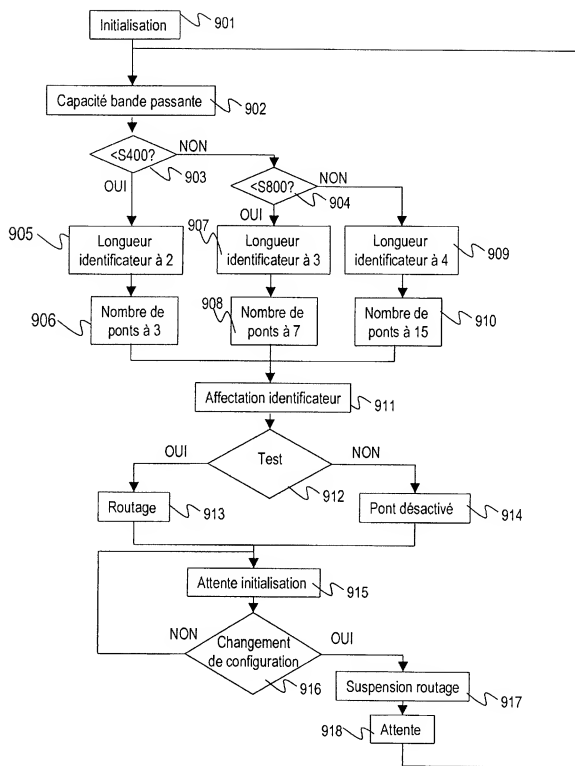 Initialisation
901
Capacité bande passante
902
<S400?
NON
903
OUI
<S800?
NON
904
OUI
905
Longueur
identificateur à 2
907
Longueur
identificateur à 3
Longueur
identificateur à 4
909
906
Nombre de
ponts à 3
908
Nombre de
ponts à 7
Nombre de
ponts à 15
910
Affectation identificateur
911
OUI
Test
NON
912
Routage
913
Pont désactivé
914
Attente initialisation
915
NON
Changement
de configuration
OUI
916
Suspension routage
917
918
Attente